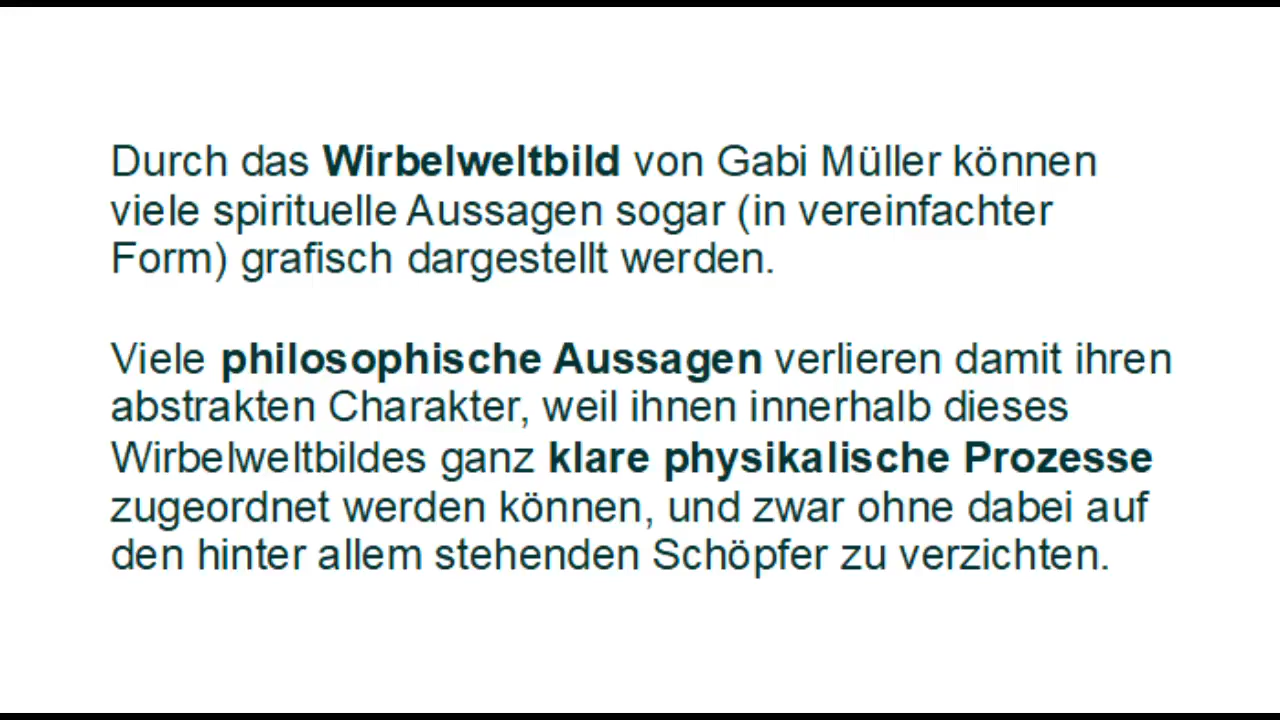 Durch das Wirbelweltbild von Gabi Müller können
viele spirituelle Aussagen sogar (in vereinfachter
Form) grafisch dargestellt werden.
Viele philosophische Aussagen verlieren damit ihren
abstrakten Charakter, weil ihnen innerhalb dieses
Wirbelweltbildes ganz klare physikalische Prozesse
zugeordnet werden können, und zwar ohne dabei auf
den hinter allem stehenden Schöpfer zu verzichten.